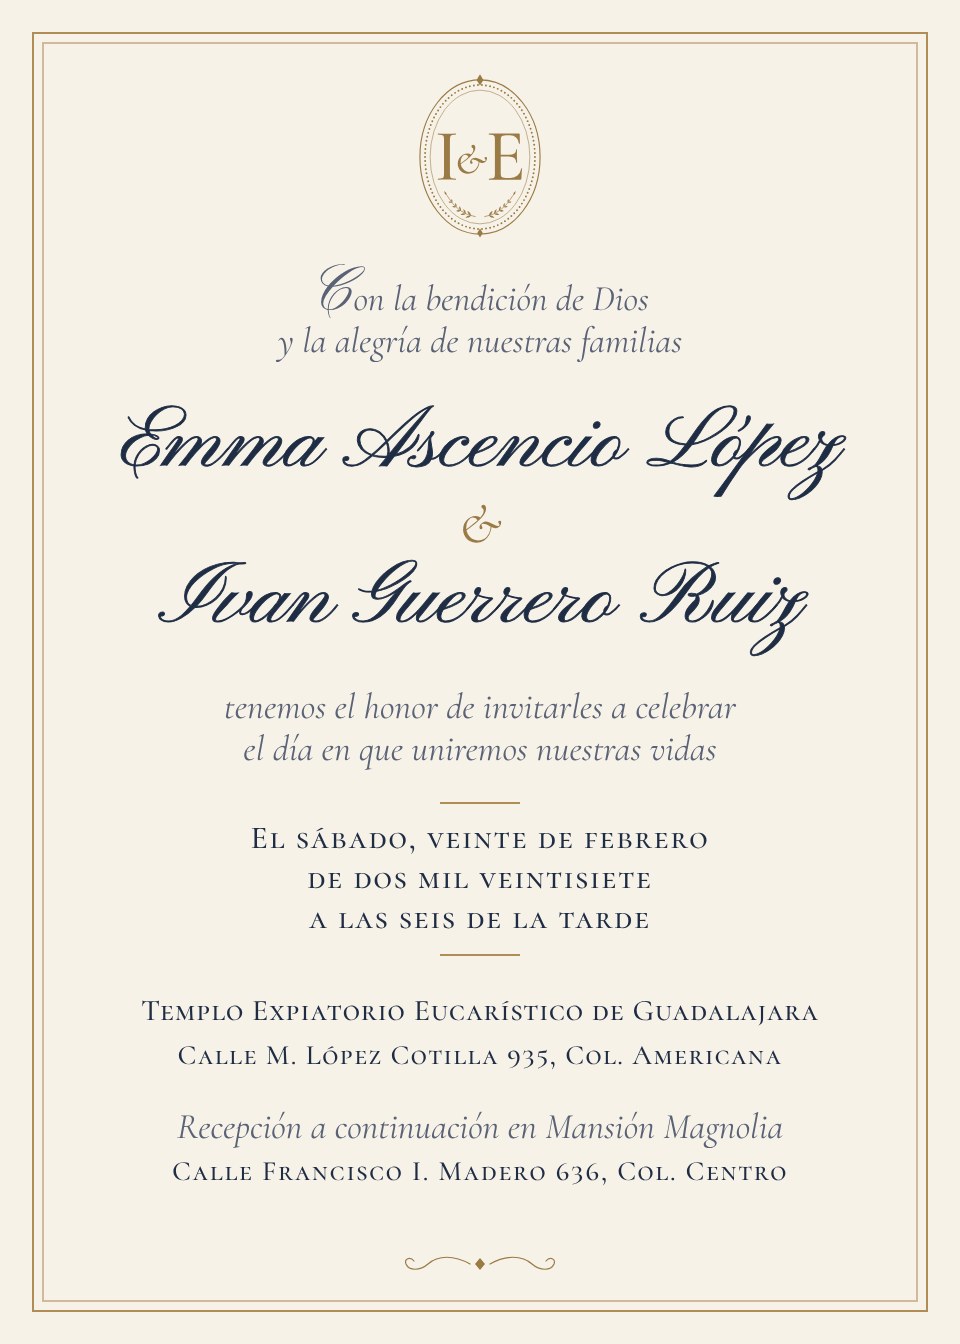 I&E
Con la bendición de Dios
y la alegría de nuestras familias
Emma Ascencio López
&
Ivan Guerrero Ruiz
tenemos el honor de invitarles a celebrar
el día en que uniremos nuestras vidas
El sábado, veinte de febrero
de dos mil veintisiete
a las seis de la tarde
Templo Expiatorio Eucarístico de Guadalajara
Calle M. López Cotilla 935, Col. Americana
Recepción a continuación en Mansión Magnolia
Calle Francisco I. Madero 636, Col. Centro